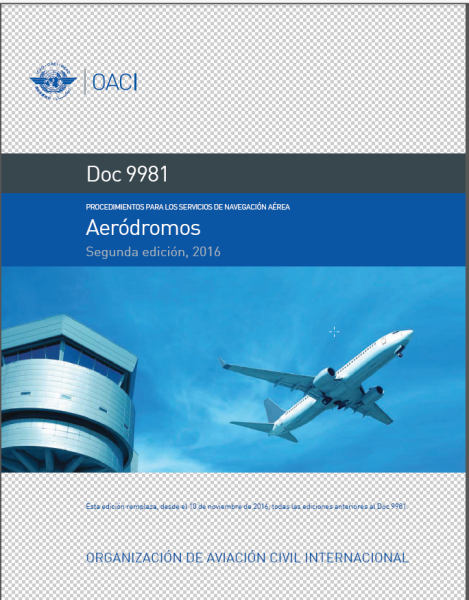 OACI
Doc 9981
PROCEDIMIENTOS PARA LOS SERVICIOS DE NAVEGACIÓN AÉREA
Aeródromos
Segunda edición, 2016
Esta edición remplaza, desde el 10 de noviembre de 2016, todas las ediciones anteriores al Doc 9981.
ORGANIZACIÓN DE AVIACIÓN CIVIL INTERNACIONAL